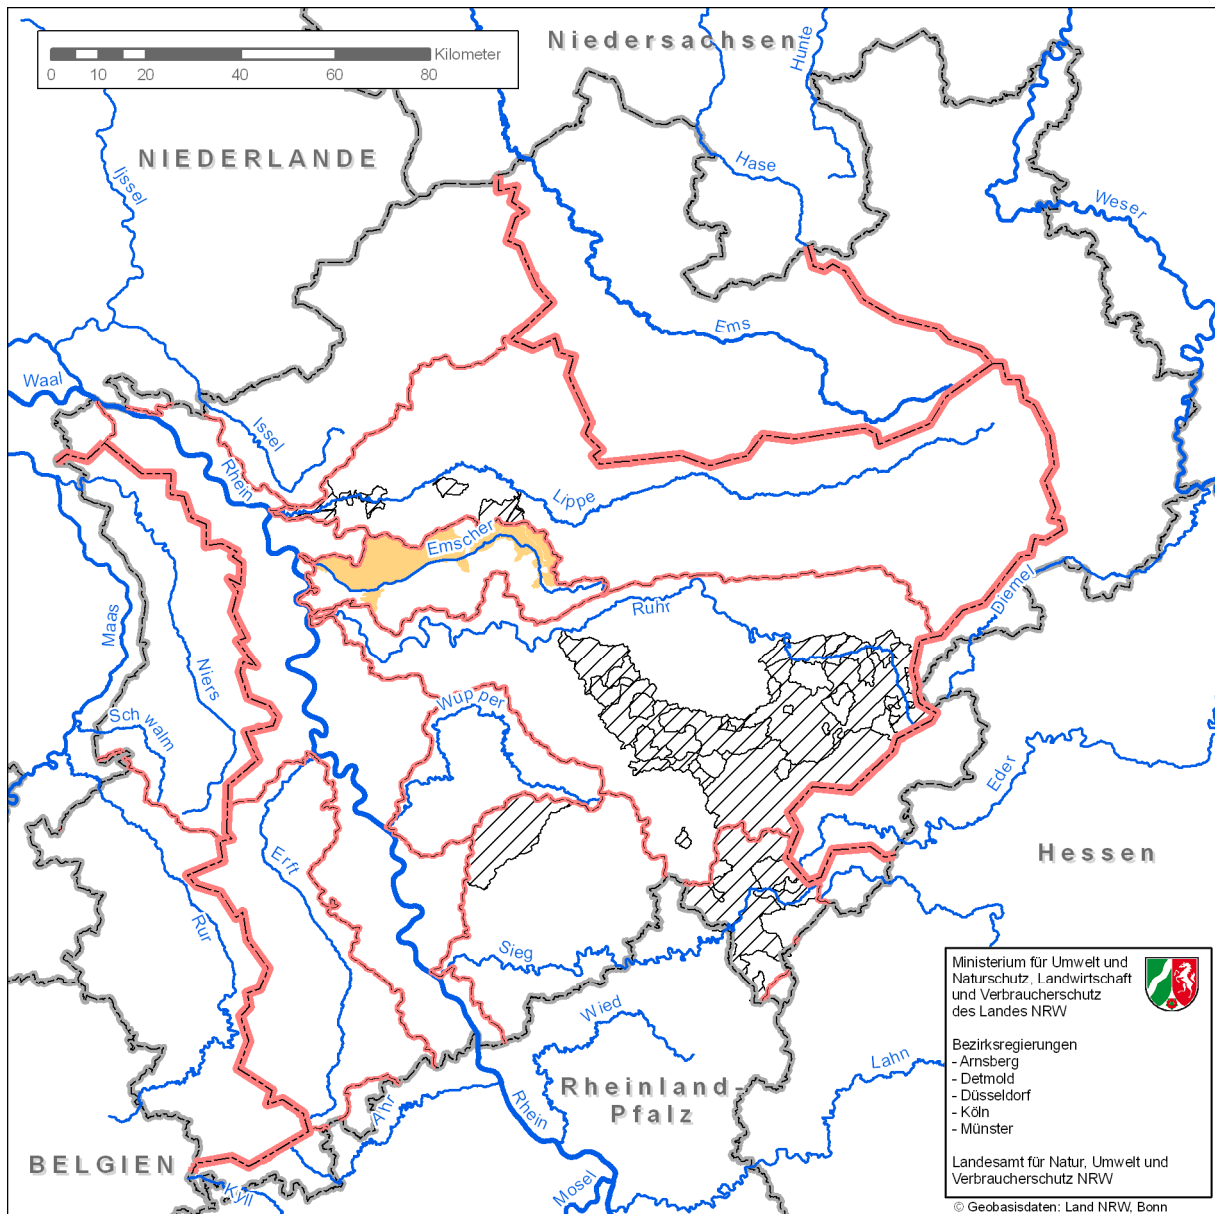 Niedersachsen
Hunte
Kilometer
0 10 20 40 60 80
NIEDERLANDE
Ijssel
Hase
Weser
Ems
Waal
Issel
Rhein
Lippe
Emscher
Ruhr
Diemel
Maas
Niers
Schwalm
Wupper
Eder
Hessen
Erft
Rur
Sieg
Wied
Lahn
Rheinland-
Pfalz
Ahr
Rhein
BELGIEN
Kyll
Mosel
Ministerium für Umwelt und
Naturschutz, Landwirtschaft
und Verbraucherschutz
des Landes NRW
Bezirksregierungen
- Arnsberg
- Detmold
- Düsseldorf
- Köln
- Münster
Landesamt für Natur, Umwelt und
Verbraucherschutz NRW
© Geobasisdaten: Land NRW, Bonn